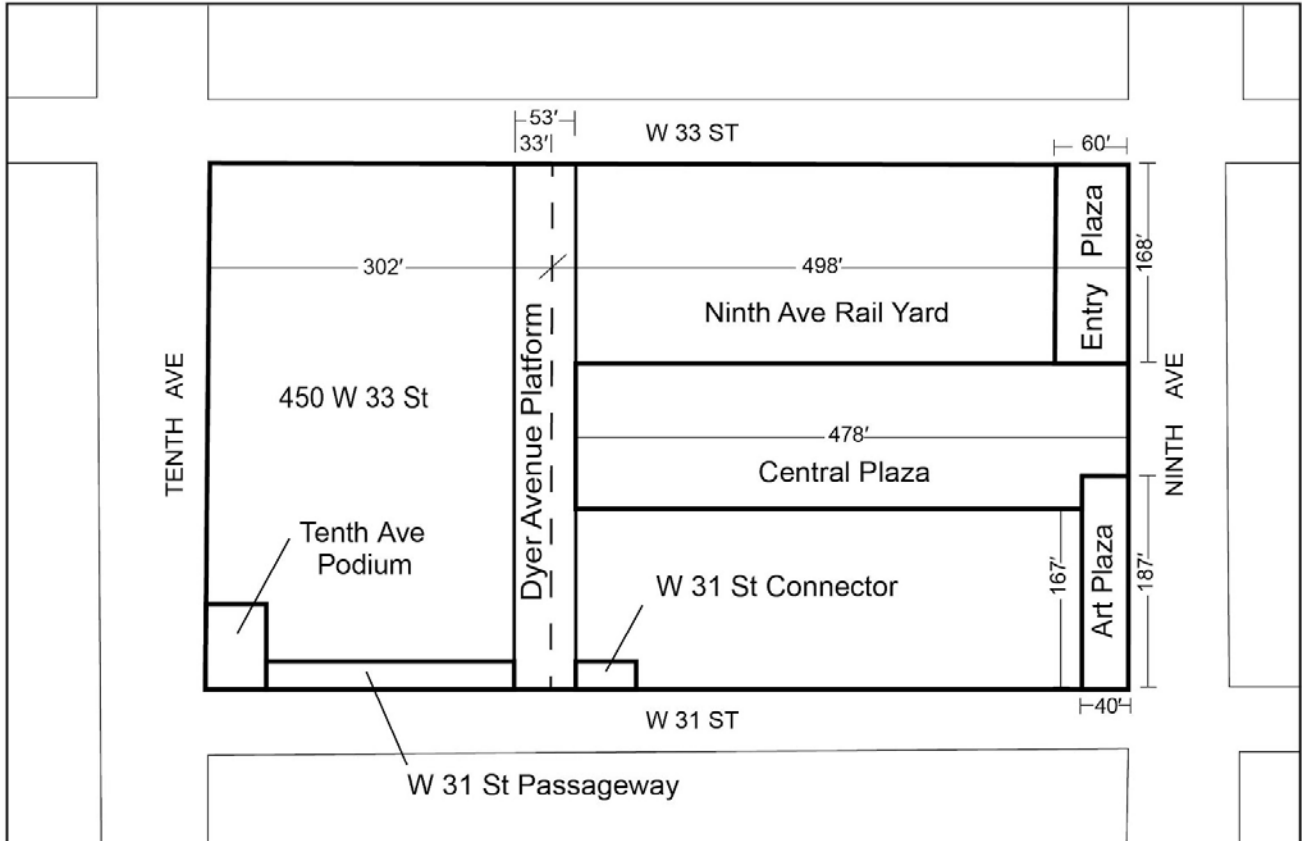 53'
W 33 ST
33'
60'
Entry Plaza
168'
302'
498'
Ninth Ave Rail Yard
TENTH AVE
450 W 33 St
Dyer Avenue Platform
NINTH AVE
478'
Central Plaza
Tenth Ave
Podium
W 31 St Connector
167'
Art Plaza
187'
40'
W 31 ST
W 31 St Passageway